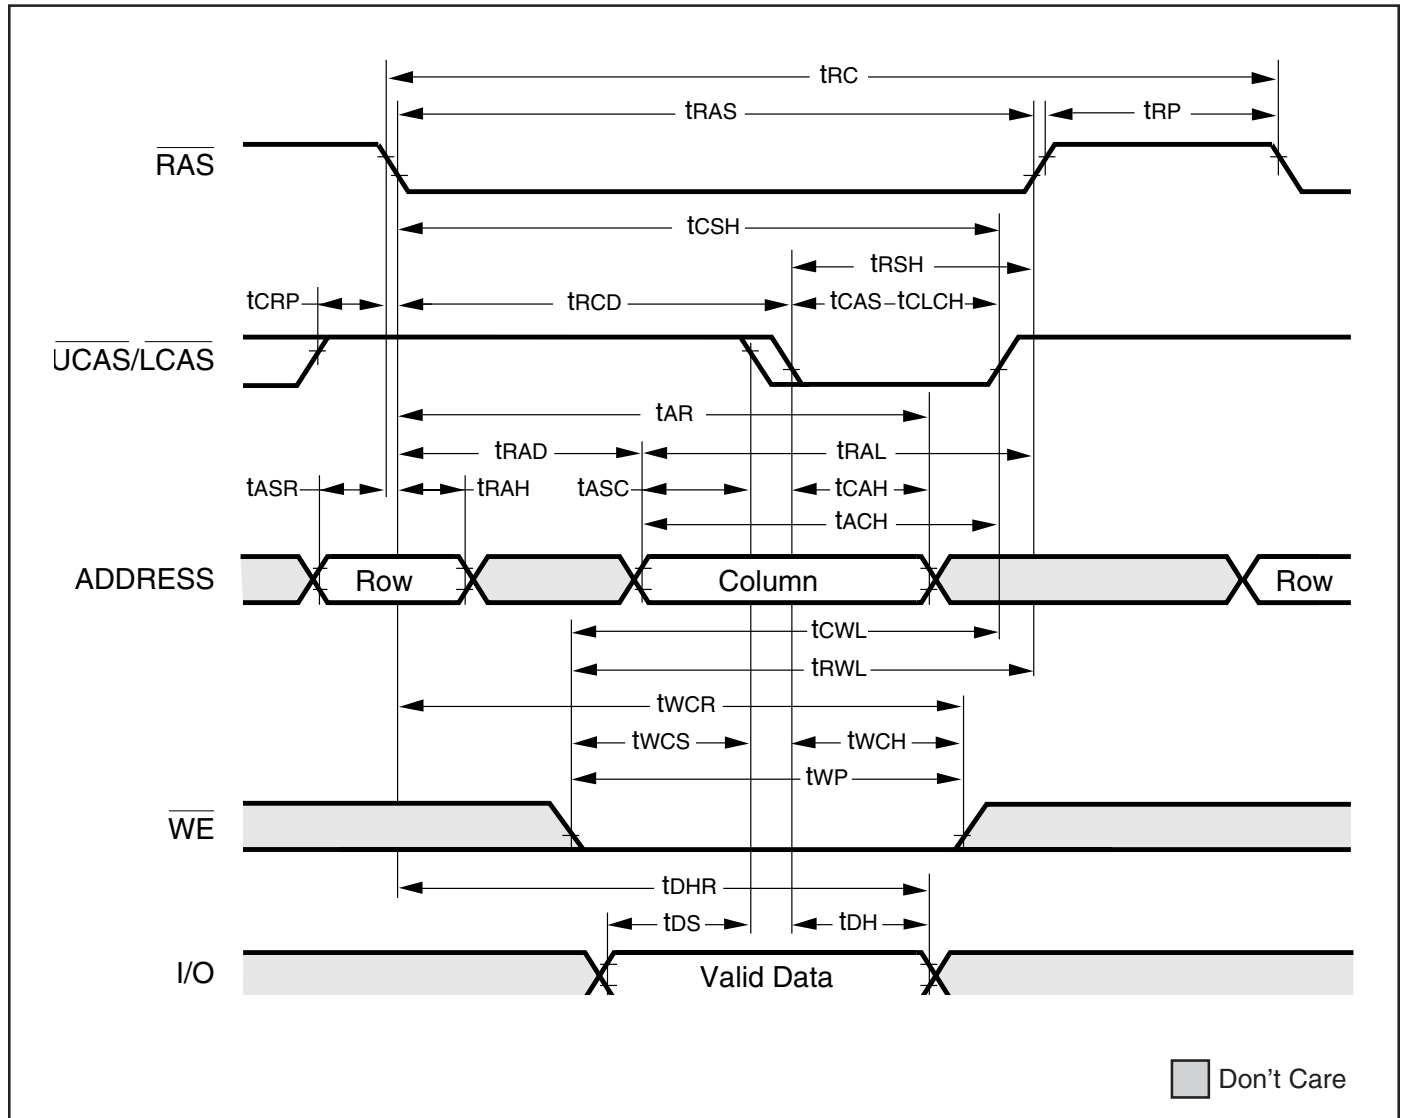 tRC
tRAS
tRP
RAS
tCSH
tRSH
tCRP
tRCD
tCAS
tCLCH
UCAS/LCAS
tAR
tRAD
tRAL
tASR
tRAH
tASC
tCAH
tACH
ADDRESS
Row
Column
Row
tCWL
tRWL
tWCR
tWCS
tWCH
tWP
WE
tDHR
tDS
tDH
I/O
Valid Data
Don't Care